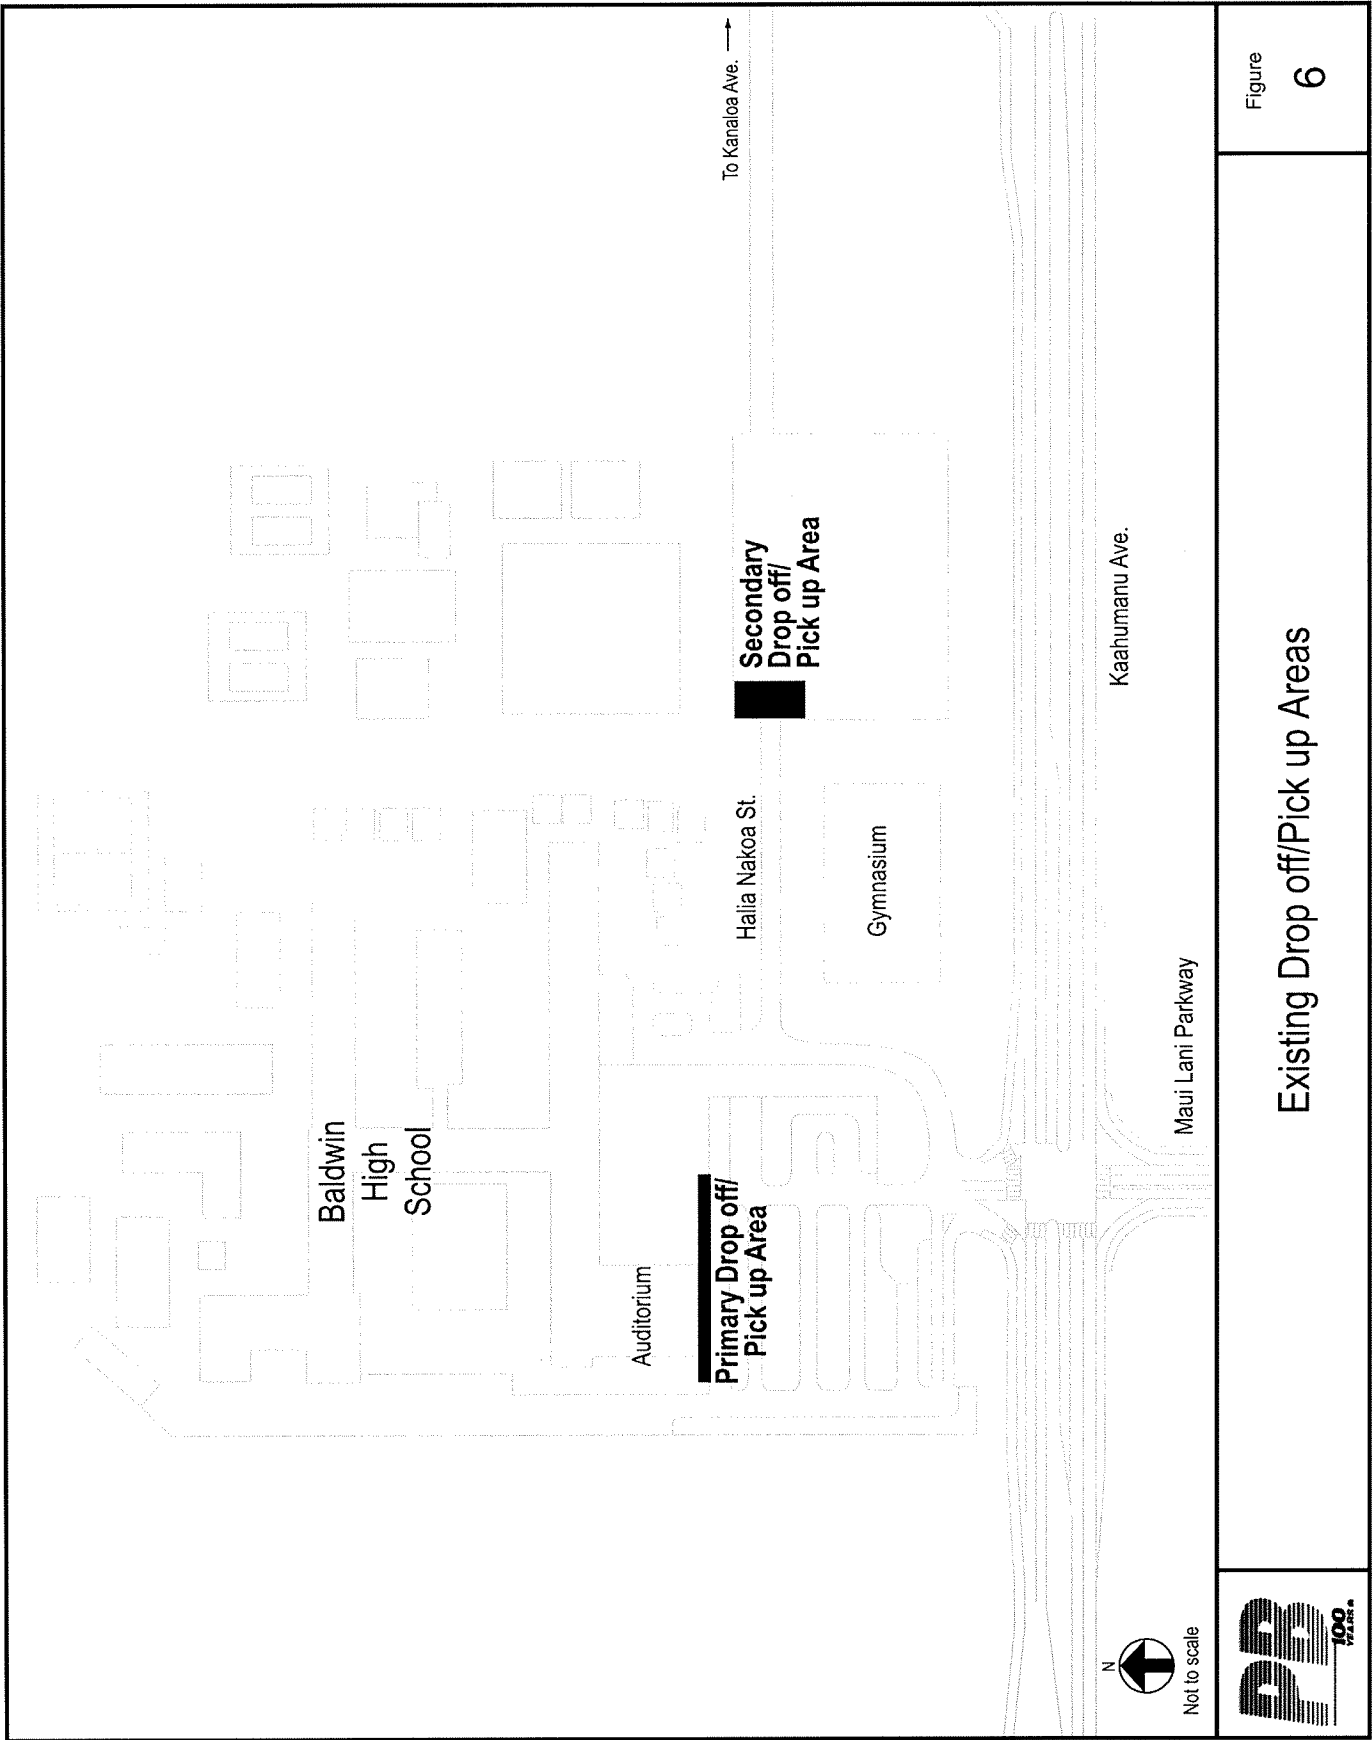 Baldwin
High
School
To Kanaloa Ave.
Auditorium
Primary Drop off/
Pick up Area
Halia Nakoa St.
Secondary
Drop off/
Pick up Area
Gymnasium
Kaahumanu Ave.
Maui Lani Parkway
N
Not to scale
PB
100
YEARS
Existing Drop off/Pick up Areas
Figure
6